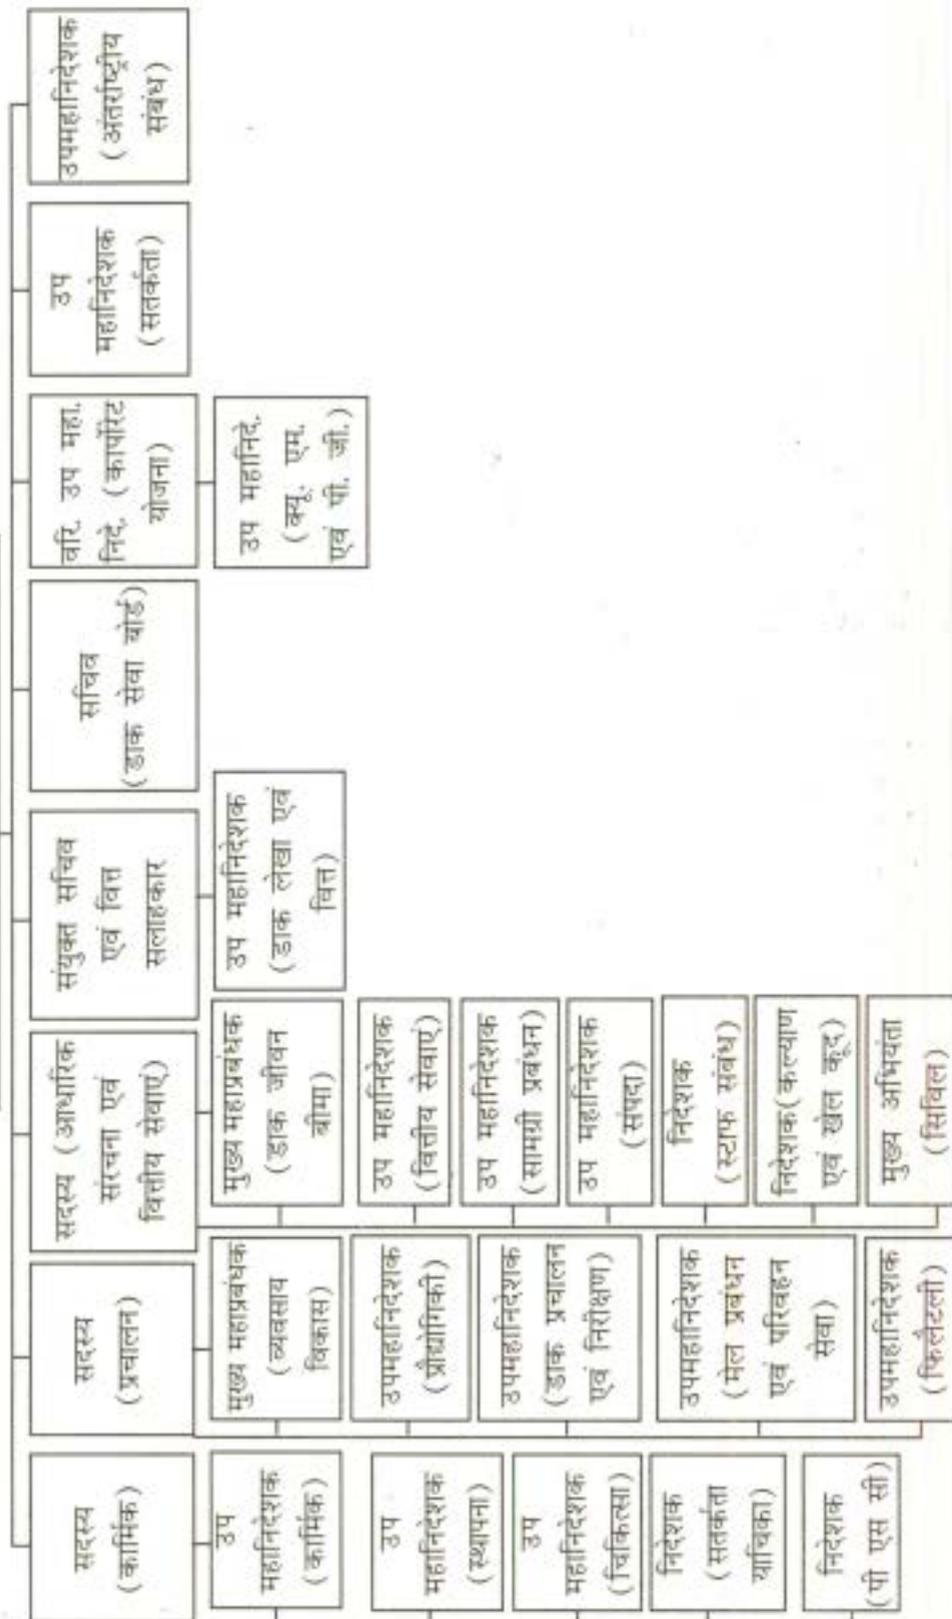 सदस्य
(कार्मिक)
सदस्य
(प्रचालन)
सदस्य (आधारिक
संरचना एवं
वित्तीय सेवाएं)
संयुक्त सचिव
एवं वित्त
सलाहकार
सचिव
(डाक सेवा बोर्ड)
वरि. उप महा.
निदे. (कार्पोरेट
योजना)
उप
महानिदेशक
(सतर्कता)
उपमहानिदेशक
(अंतर्राष्ट्रीय
संबंध)
उप
महानिदेशक
(कार्मिक)
उप
महानिदेशक
(स्थापना)
उप
महानिदेशक
(चिकित्सा)
निदेशक
(सतर्कता
याचिका)
निदेशक
(पी एस सी)
मुख्य महाप्रबंधक
(व्यवसाय
विकास)
उपमहानिदेशक
(प्रौद्योगिकी)
उपमहानिदेशक
(डाक प्रचालन
एवं निरीक्षण)
उपमहानिदेशक
(मेल प्रबंधन
एवं परिवहन
सेवा)
उपमहानिदेशक
(फिलैटली)
मुख्य महाप्रबंधक
(डाक जीवन
बीमा)
उप महानिदेशक
(वित्तीय सेवाएं)
उप महानिदेशक
(सामग्री प्रबंधन)
उप महानिदेशक
(संपदा)
निदेशक
(स्टाफ संबंध)
निदेशक(कल्याण
एवं खेल कूद)
मुख्य अभियंता
(सिविल)
उप महानिदेशक
(डाक लेखा एवं
वित्त)
उप महानिदे.
(क्यू. एम.
एवं पी. जी.)